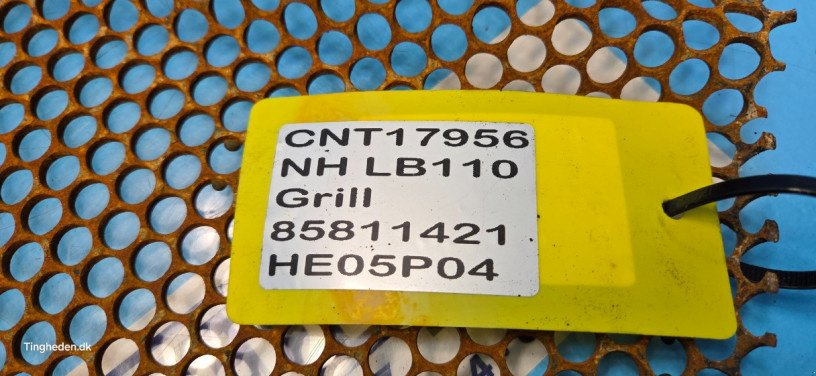 CNT17956
NH LB110
Grill
85811421
HE05P04
Tingheden.dk